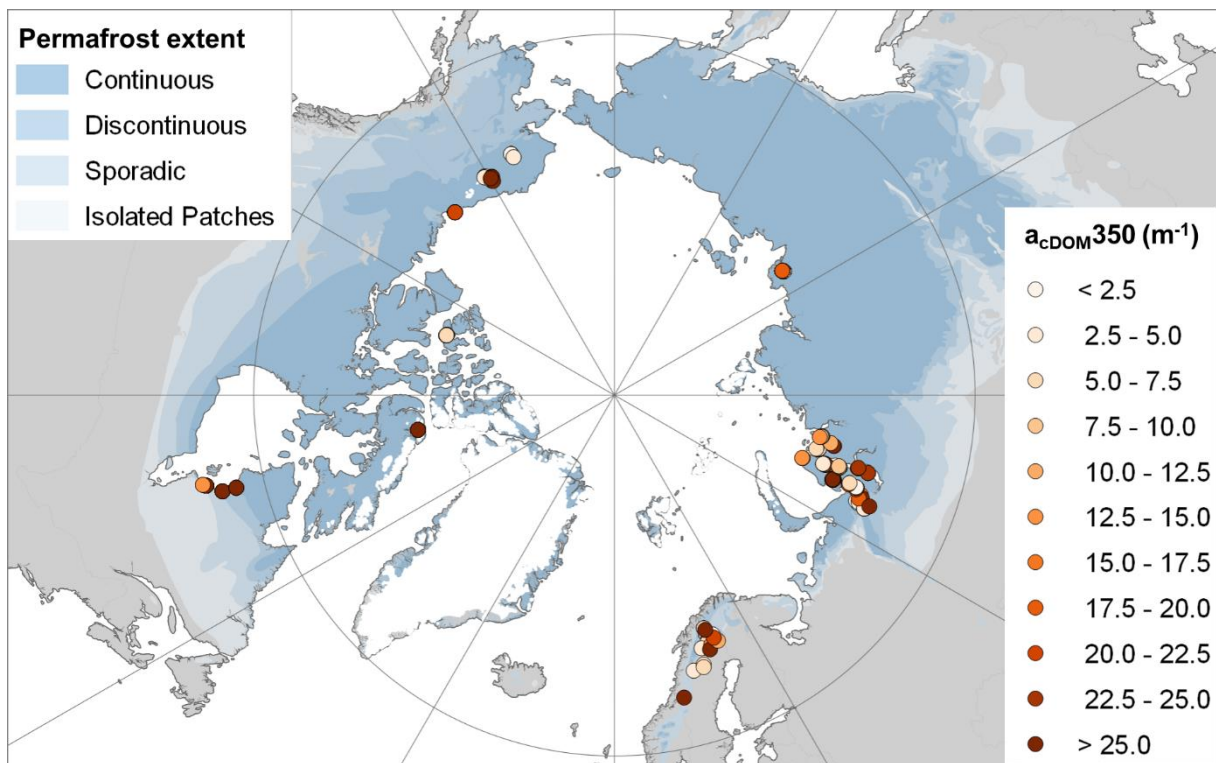 Permafrost extent
Continuous
Discontinuous
Sporadic
Isolated Patches
a_cDOM350 (m⁻¹)
< 2.5
2.5 - 5.0
5.0 - 7.5
7.5 - 10.0
10.0 - 12.5
12.5 - 15.0
15.0 - 17.5
17.5 - 20.0
20.0 - 22.5
22.5 - 25.0
> 25.0